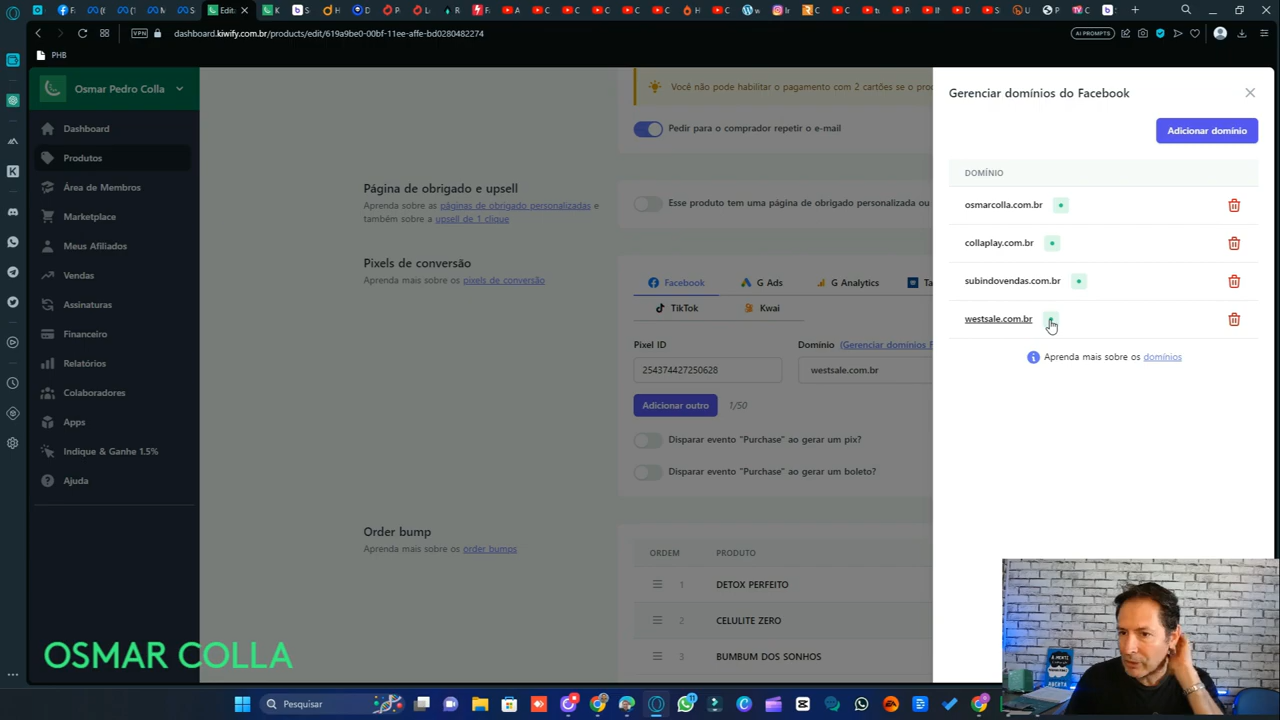 Edita
VPN
dashboard.kiwify.com.br/products/edit/619a9be0-00bf-11ee-affe-bd0280482274
AI PROMPTS
PHB
Osmar Pedro Colla
Dashboard
Produtos
Área de Membros
Marketplace
Meus Afiliados
Vendas
Assinaturas
Financeiro
Relatórios
Colaboradores
Apps
Indique & Ganhe 1.5%
Ajuda
Você não pode habilitar o pagamento com 2 cartões se o pro
Pedir para o comprador repetir o e-mail
Página de obrigado e upsell
Aprenda sobre as páginas de obrigado personalizadas e
também sobre a upsell de 1 clique
Esse produto tem uma página de obrigado personalizada ou
Pixels de conversão
Aprenda mais sobre os pixels de conversão
Facebook
G Ads
G Analytics
Ta
TikTok
Kwai
Pixel ID
Domínio (Gerenciar domínios F
254374427250628
westsale.com.br
Adicionar outro
1/50
Disparar evento "Purchase" ao gerar um pix?
Disparar evento "Purchase" ao gerar um boleto?
Order bump
Aprenda mais sobre os order bumps
ORDEM PRODUTO
1 DETOX PERFEITO
2 CELULITE ZERO
3 BUMBUM DOS SONHOS
Gerenciar domínios do Facebook
Adicionar domínio
DOMÍNIO
osmarcolla.com.br
collaplay.com.br
subindovendas.com.br
westsale.com.br
Aprenda mais sobre os domínios
OSMAR COLLA
Pesquisar